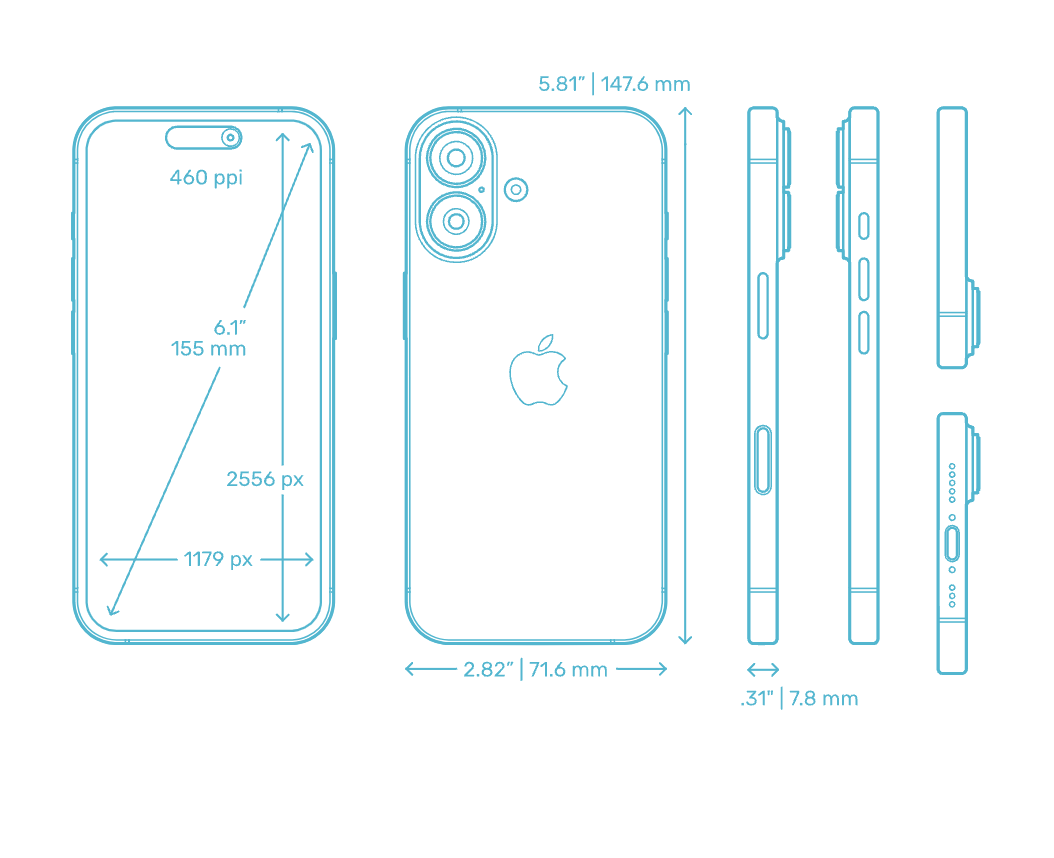 5.81” | 147.6 mm
460 ppi
6.1”
155 mm
2556 px
1179 px
2.82” | 71.6 mm
.31" | 7.8 mm